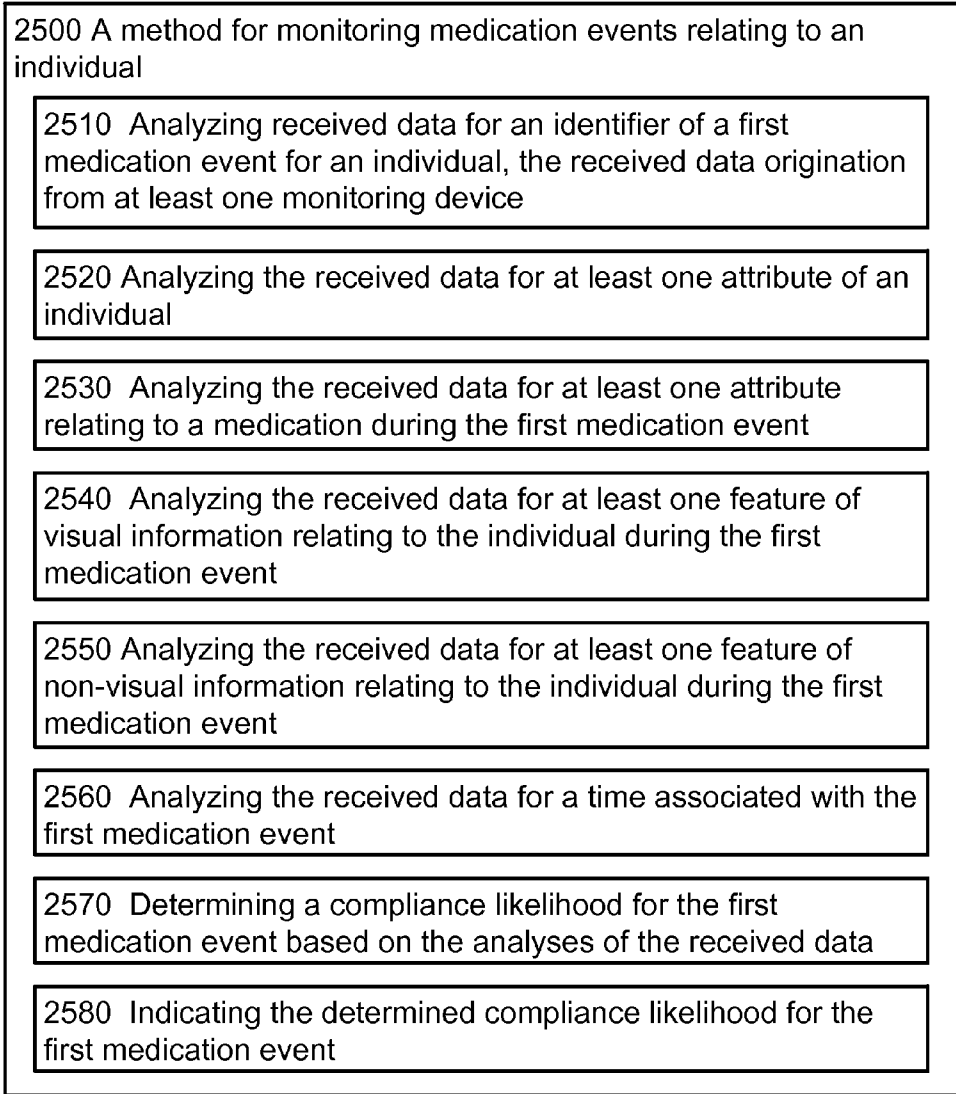 2500 A method for monitoring medication events relating to an
individual
2510  Analyzing received data for an identifier of a first
medication event for an individual, the received data origination
from at least one monitoring device
2520 Analyzing the received data for at least one attribute of an
individual
2530  Analyzing the received data for at least one attribute
relating to a medication during the first medication event
2540  Analyzing the received data for at least one feature of
visual information relating to the individual during the first
medication event
2550 Analyzing the received data for at least one feature of
non-visual information relating to the individual during the first
medication event
2560  Analyzing the received data for a time associated with the
first medication event
2570  Determining a compliance likelihood for the first
medication event based on the analyses of the received data
2580  Indicating the determined compliance likelihood for the
first medication event